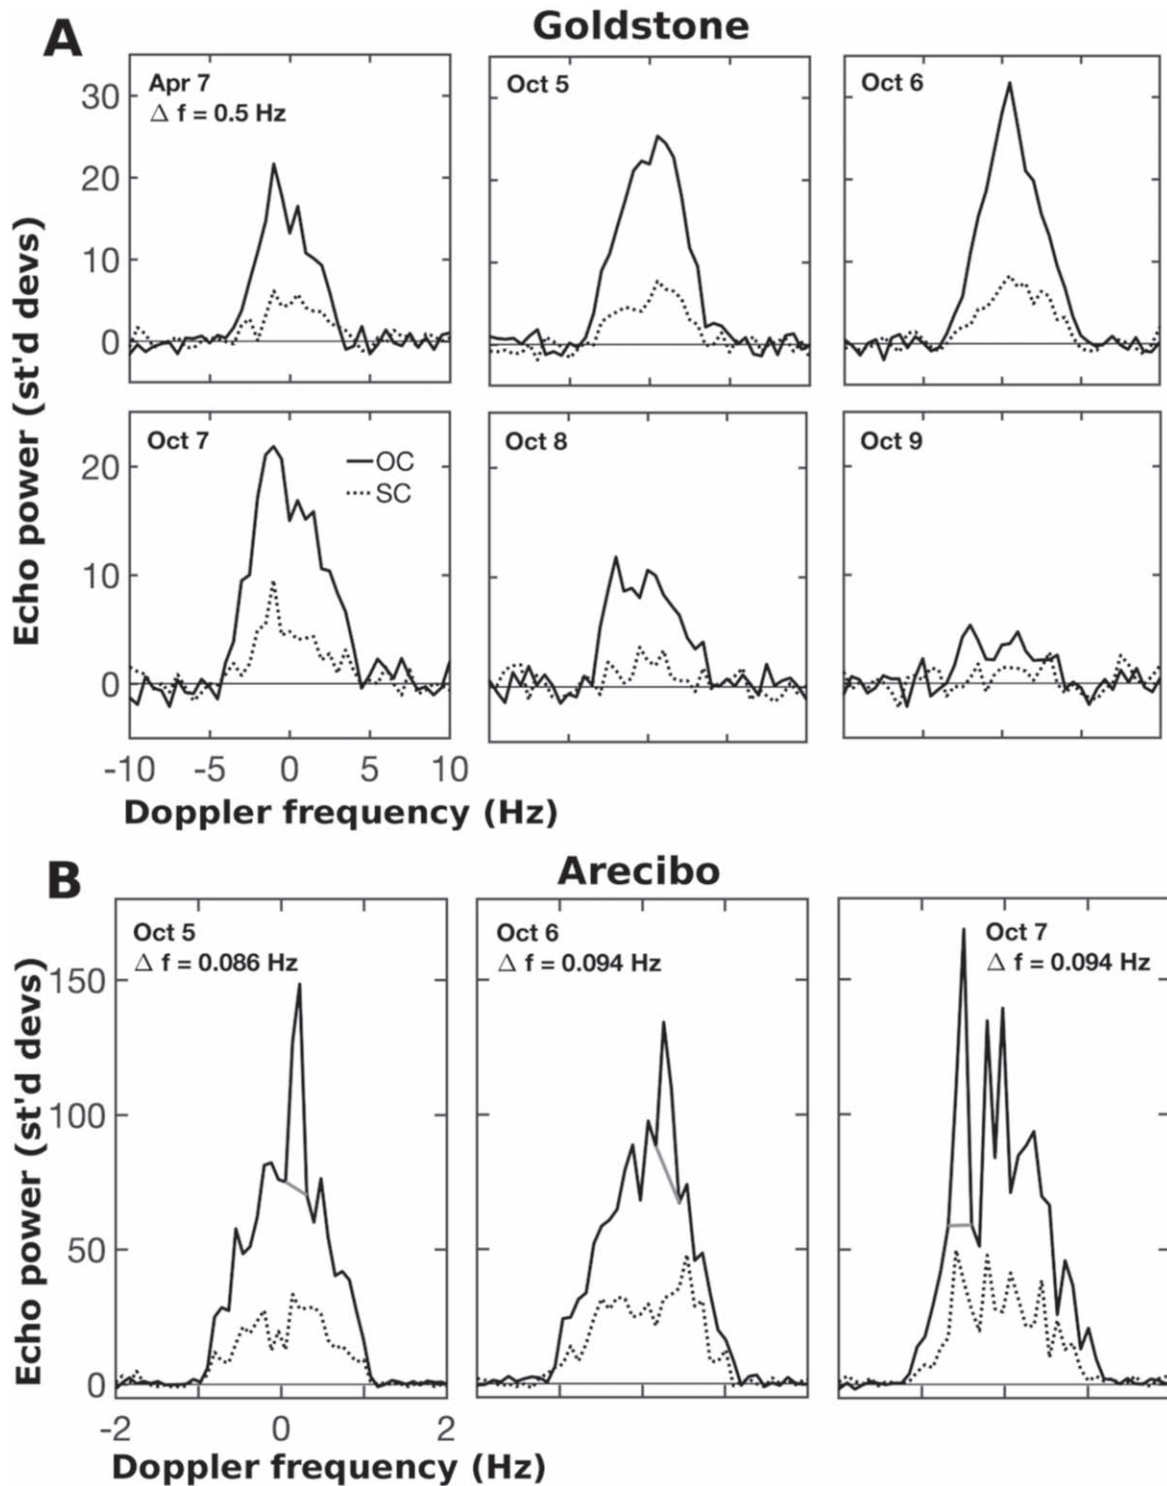 A
Goldstone
Apr 7
Δ f = 0.5 Hz
Oct 5
Oct 6
30
20
10
0
Oct 7
OC
SC
Oct 8
Oct 9
20
10
0
-10 -5 0 5 10
Echo power (st'd devs)
Doppler frequency (Hz)
B
Arecibo
Oct 5
Δ f = 0.086 Hz
Oct 6
Δ f = 0.094 Hz
Oct 7
Δ f = 0.094 Hz
150
100
50
0
-2 0 2
Echo power (st'd devs)
Doppler frequency (Hz)